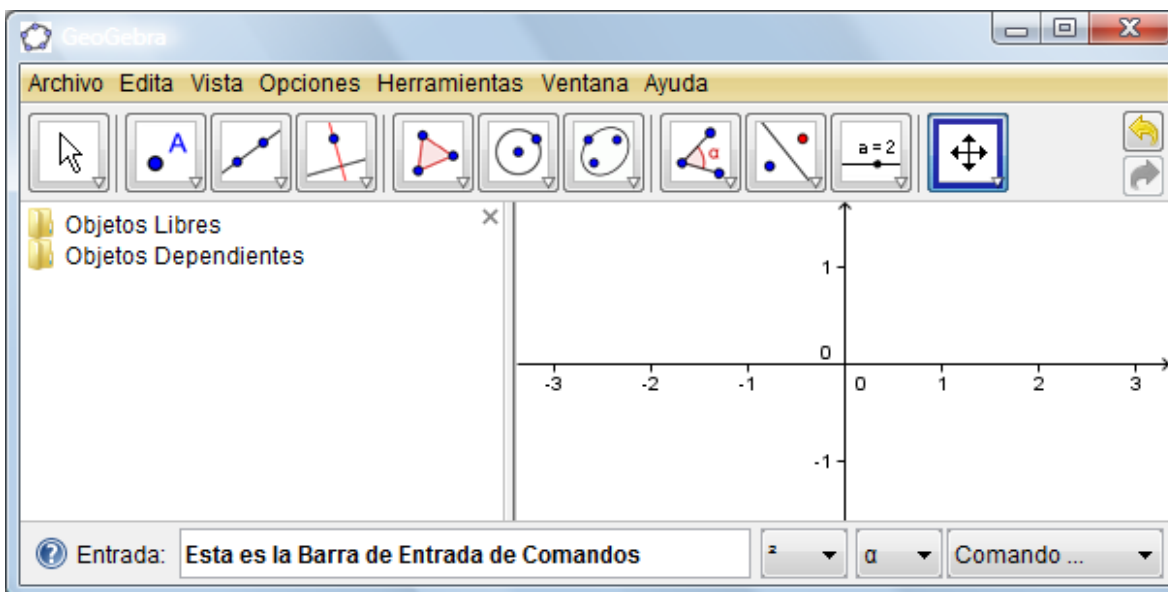 GeoGebra
Archivo Edita Vista Opciones Herramientas Ventana Ayuda
A
α
a = 2
Objetos Libres
Objetos Dependientes
1
0
-3 -2 -1 0 1 2 3
-1
Entrada: Esta es la Barra de Entrada de Comandos ² α Comando ...